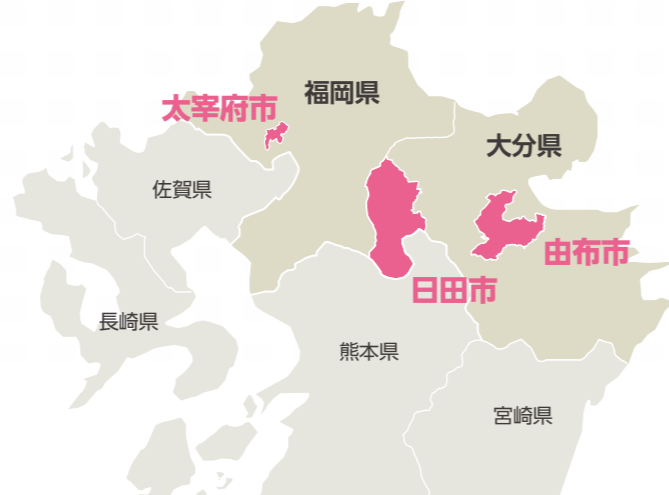 福岡県
太宰府市
大分県
佐賀県
由布市
日田市
長崎県
熊本県
宮崎県